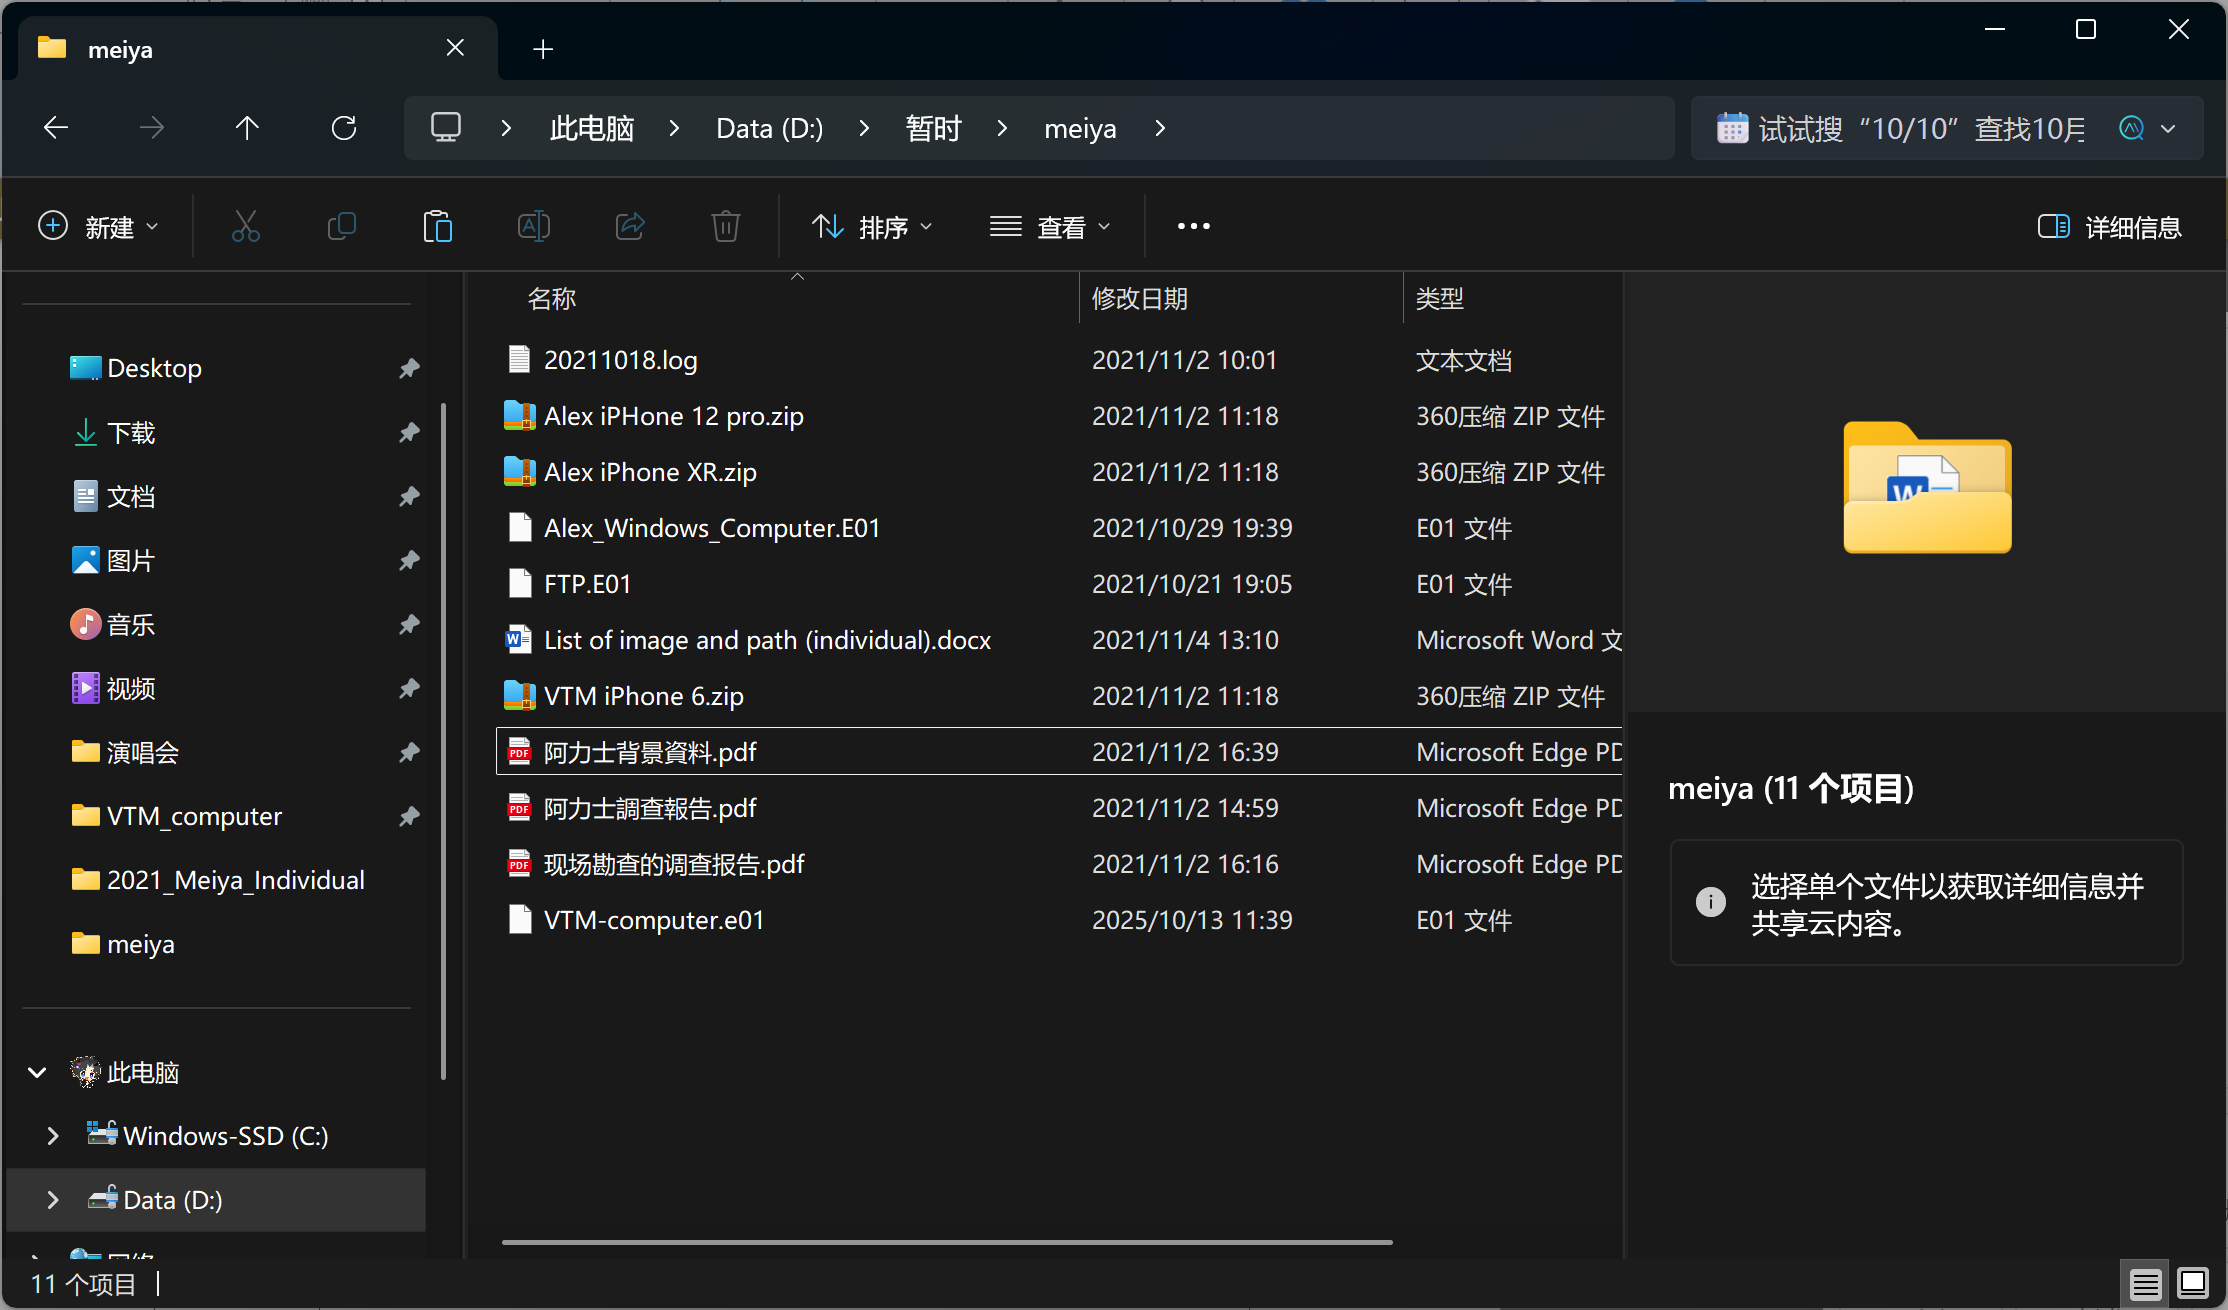 meiya
此电脑 Data (D:) 暂时 meiya
试试搜“10/10”查找10月
新建 排序 查看 详细信息
名称 修改日期 类型
20211018.log 2021/11/2 10:01 文本文档
Alex iPHone 12 pro.zip 2021/11/2 11:18 360压缩 ZIP 文件
Alex iPhone XR.zip 2021/11/2 11:18 360压缩 ZIP 文件
Alex_Windows_Computer.E01 2021/10/29 19:39 E01 文件
FTP.E01 2021/10/21 19:05 E01 文件
List of image and path (individual).docx 2021/11/4 13:10 Microsoft Word 文
VTM iPhone 6.zip 2021/11/2 11:18 360压缩 ZIP 文件
阿力士背景資料.pdf 2021/11/2 16:39 Microsoft Edge PD
阿力士調查報告.pdf 2021/11/2 14:59 Microsoft Edge PD
现场勘查的调查报告.pdf 2021/11/2 16:16 Microsoft Edge PD
VTM-computer.e01 2025/10/13 11:39 E01 文件
Desktop
下载
文档
图片
音乐
视频
演唱会
VTM_computer
2021_Meiya_Individual
meiya
此电脑
Windows-SSD (C:)
Data (D:)
网络
meiya (11 个项目)
选择单个文件以获取详细信息并
共享云内容。
11 个项目